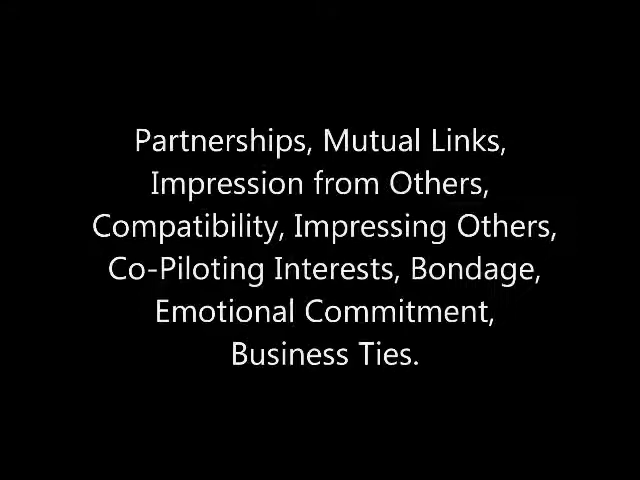 Partnerships, Mutual Links,
Impression from Others,
Compatibility, Impressing Others,
Co-Piloting Interests, Bondage,
Emotional Commitment,
Business Ties.